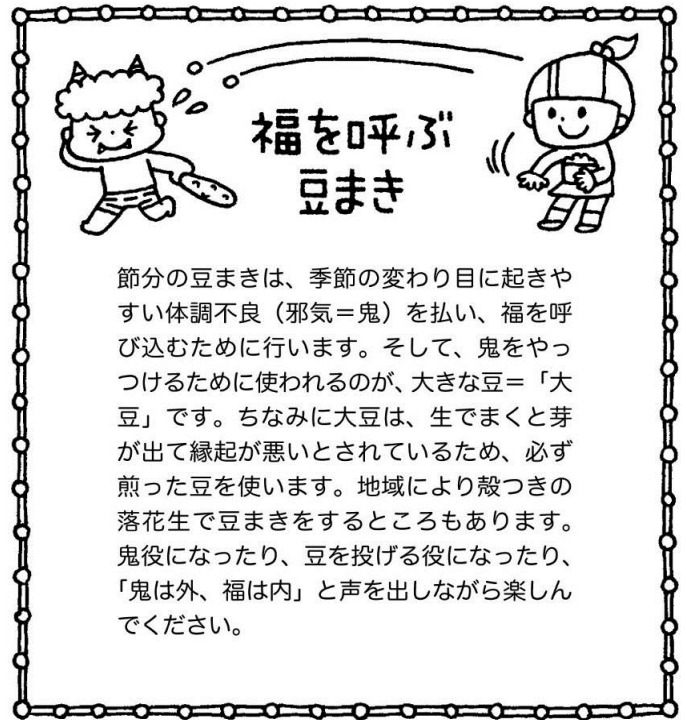 福を呼ぶ
豆まき
節分の豆まきは、季節の変わり目に起きや
すい体調不良（邪気＝鬼）を払い、福を呼
び込むために行います。そして、鬼をやっ
つけるために使われるのが、大きな豆＝「大
豆」です。ちなみに大豆は、生でまくと芽
が出て縁起が悪いとされているため、必ず
煎った豆を使います。地域により殻つきの
落花生で豆まきをするところもあります。
鬼役になったり、豆を投げる役になったり、
「鬼は外、福は内」と声を出しながら楽しん
でください。